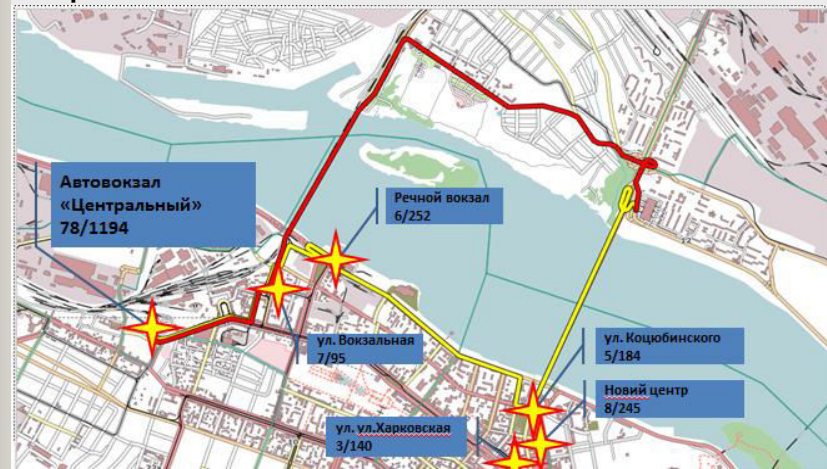 Автовокзал
«Центральный»
78/1194
Речной вокзал
6/252
ул. Вокзальная
7/95
ул. Коцюбинского
5/184
Новий центр
8/245
ул. ул.Харковская
3/140